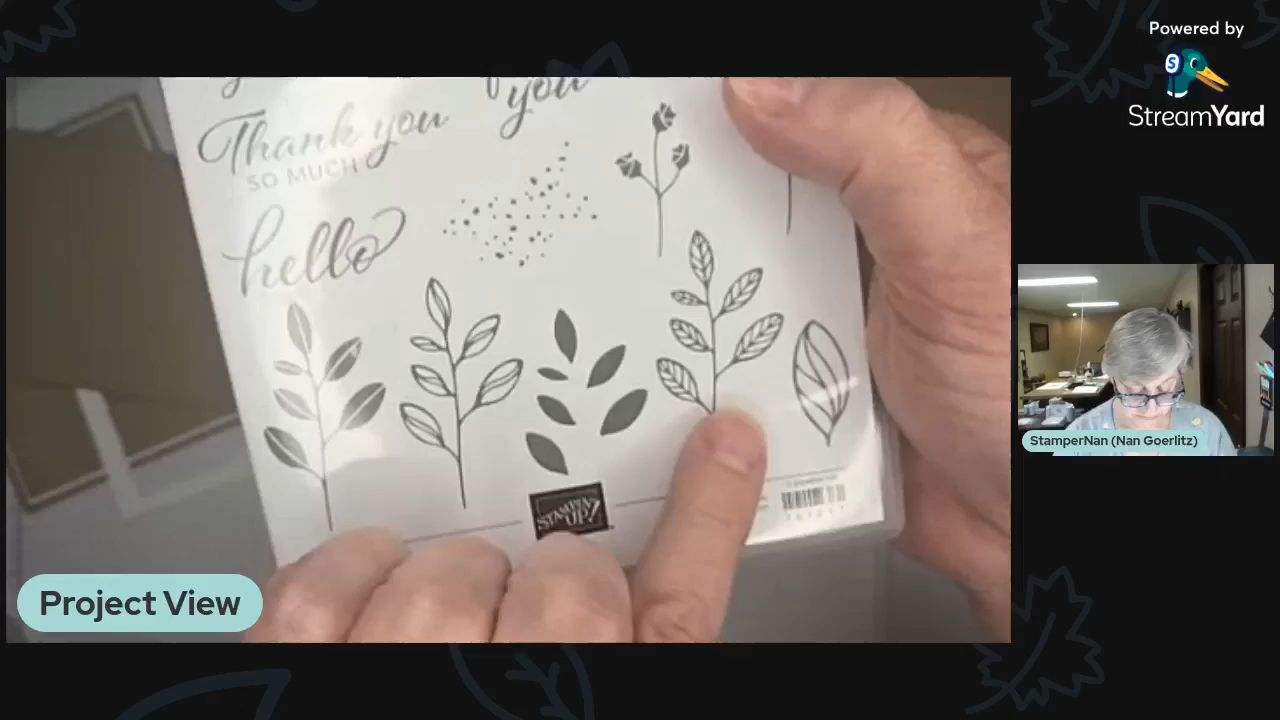 Powered by
StreamYard
you
Thank you
SO MUCH
hello
STAMPIN'
UP!
Project View
StamperNan (Nan Goerlitz)